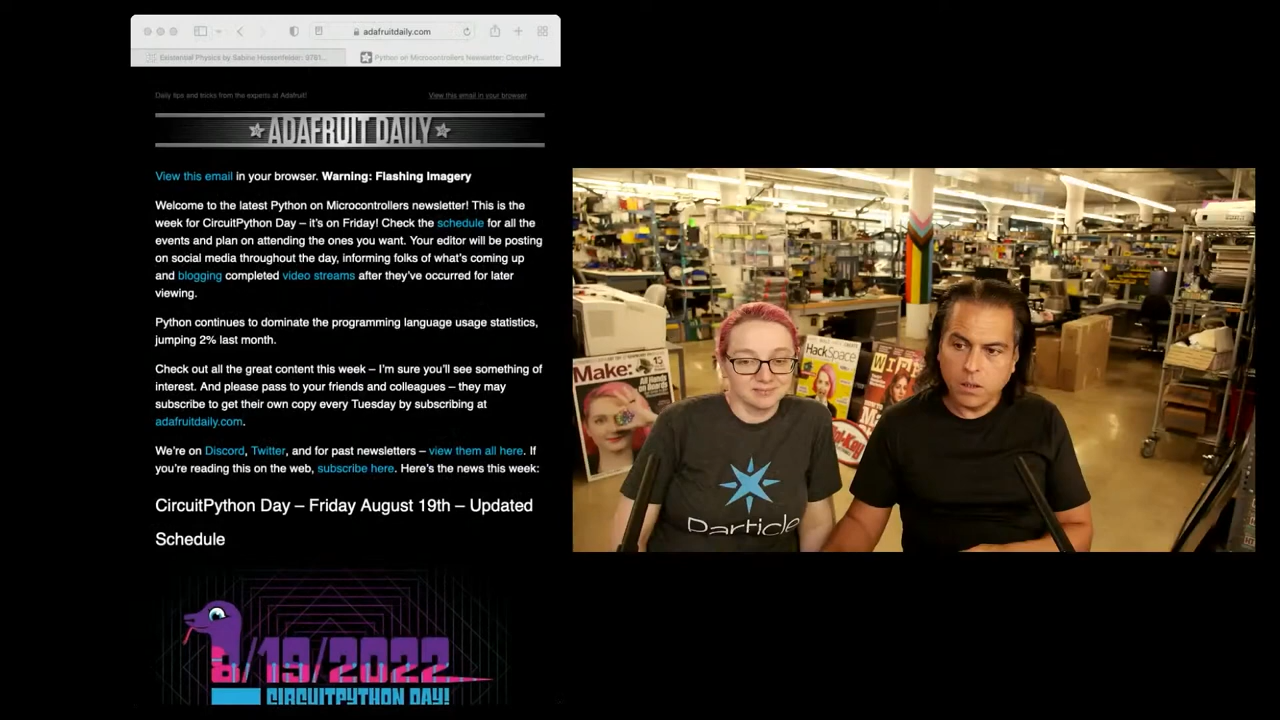 adafruitdaily.com
Existential Physics by Sabine Hossenfelder: 9781...
Python on Microcontrollers Newsletter: CircuitPyt...
Daily tips and tricks from the experts at Adafruit!
View this email in your browser
ADAFRUIT DAILY
View this email in your browser. Warning: Flashing Imagery
Welcome to the latest Python on Microcontrollers newsletter! This is the
week for CircuitPython Day – it's on Friday! Check the schedule for all the
events and plan on attending the ones you want. Your editor will be posting
on social media throughout the day, informing folks of what's coming up
and blogging completed video streams after they've occurred for later
viewing.
Python continues to dominate the programming language usage statistics,
jumping 2% last month.
Check out all the great content this week – I'm sure you'll see something of
interest. And please pass to your friends and colleagues – they may
subscribe to get their own copy every Tuesday by subscribing at
adafruitdaily.com.
We're on Discord, Twitter, and for past newsletters – view them all here. If
you're reading this on the web, subscribe here. Here's the news this week:
CircuitPython Day – Friday August 19th – Updated
Schedule
8/19/2022
CIRCUITPYTHON DAY!
Make:
All Hands
on Boards
HackSpace
WIRED
Digi-Key
Particle